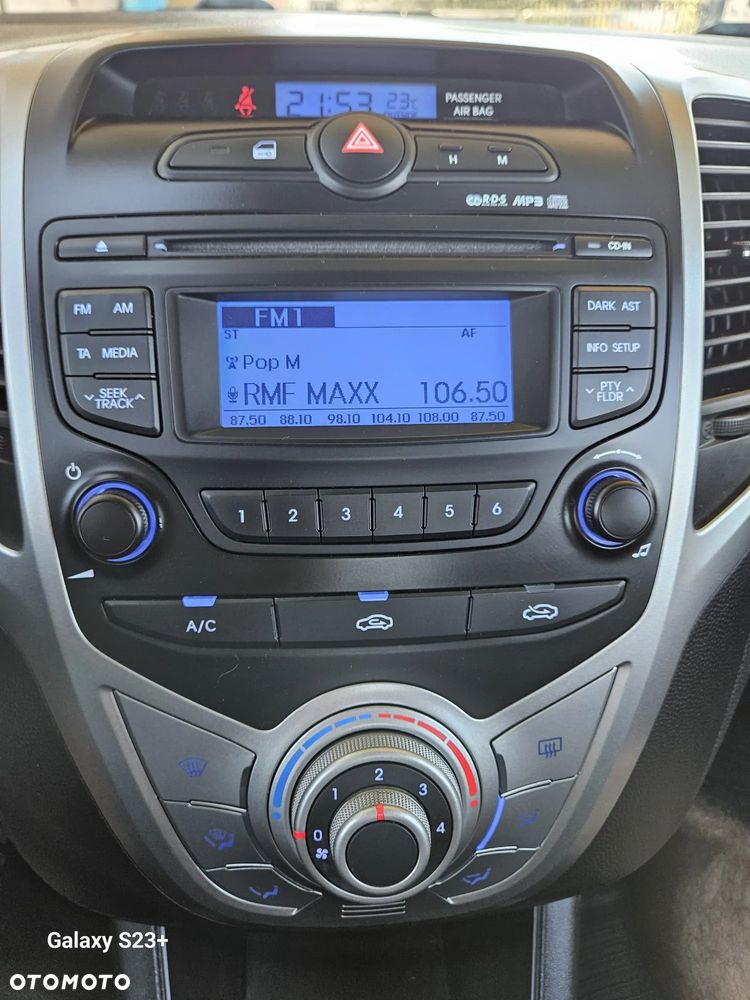 21:53 23°C PASSENGER
OUTSIDE AIR BAG
H M
RDS MP3
CD-IN
FM AM
FM1
DARK AST
ST AF
TA MEDIA
Pop M
INFO SETUP
SEEK
TRACK
RMF MAXX 106.50
PTY
FLDR
87.50 88.10 98.10 104.10 108.00 87.50
1 2 3 4 5 6
A/C
0 1 2 3 4
Galaxy S23+
OTOMOTO